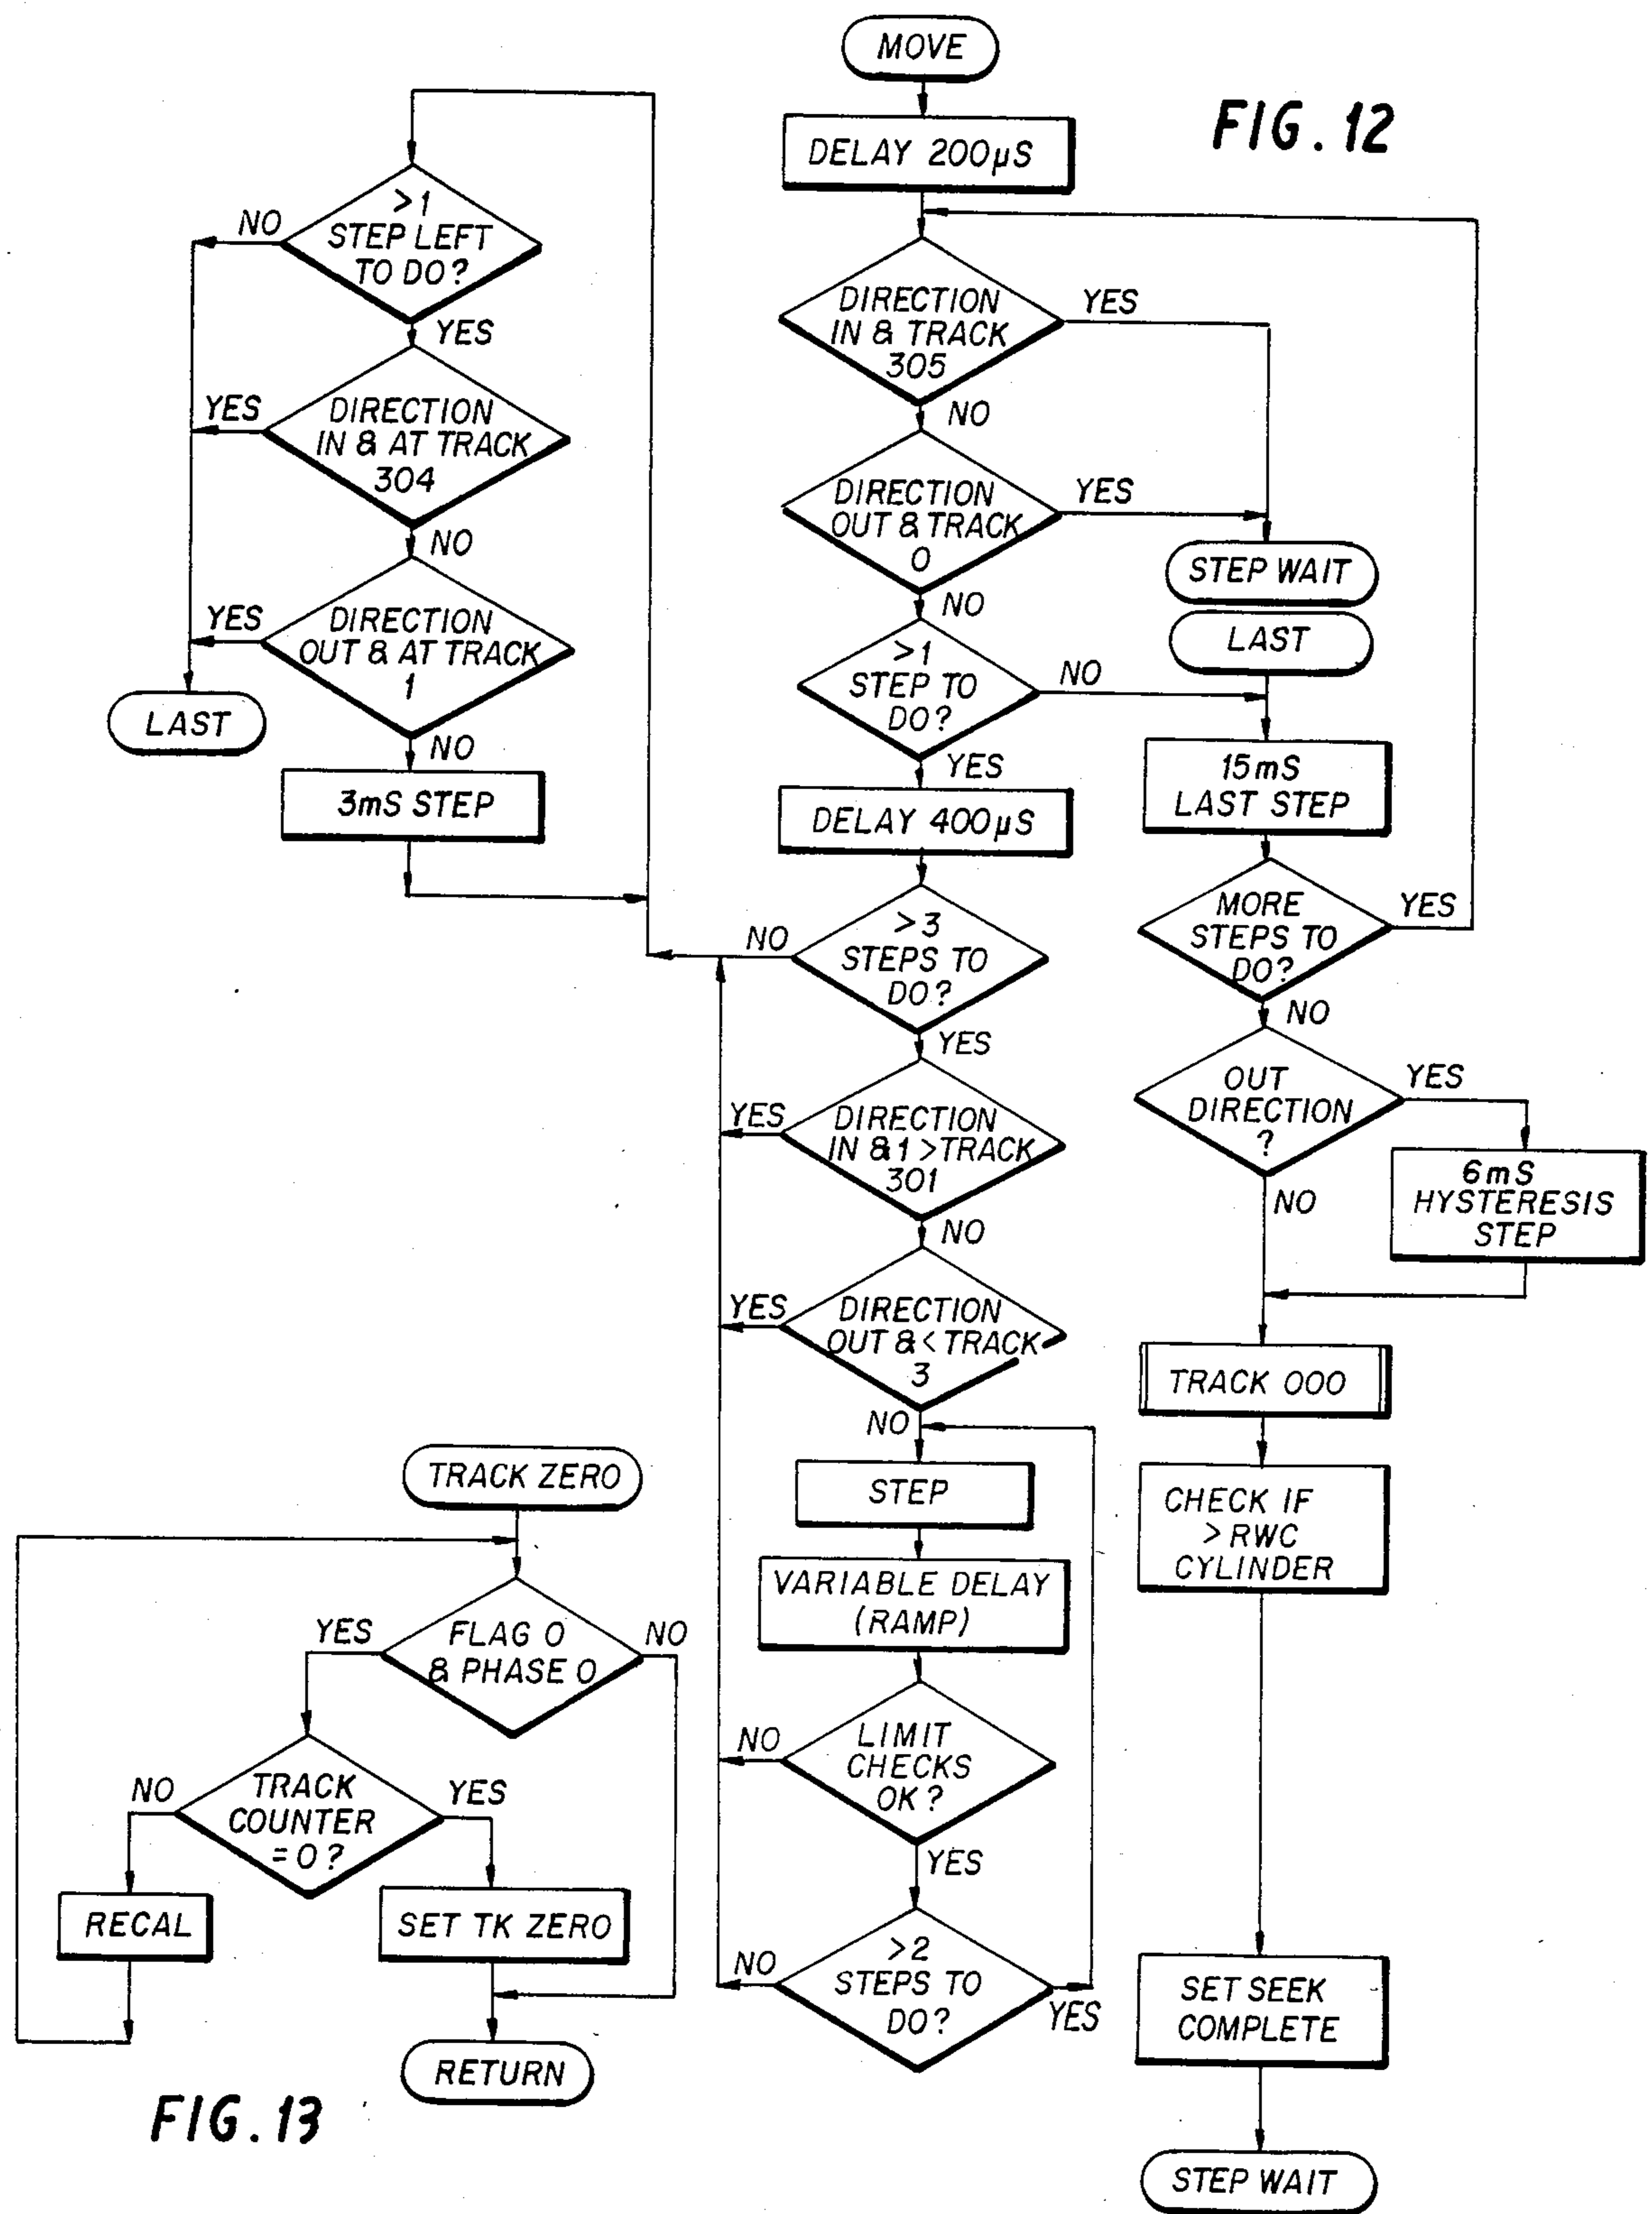 FIG. 12
MOVE
DELAY 200µS
DIRECTION
IN & TRACK
305
YES
NO
DIRECTION
OUT & TRACK
0
YES
NO
STEP WAIT
>1
STEP TO
DO?
NO
YES
DELAY 400µS
>3
STEPS TO
DO?
NO
YES
DIRECTION
IN &1 >TRACK
301
YES
NO
DIRECTION
OUT & < TRACK
3
YES
NO
STEP
VARIABLE DELAY
(RAMP)
LIMIT
CHECKS
OK?
NO
YES
>2
STEPS TO
DO?
NO
YES
>1
STEP LEFT
TO DO?
NO
YES
DIRECTION
IN & AT TRACK
304
YES
NO
DIRECTION
OUT & AT TRACK
1
YES
NO
LAST
3mS STEP
LAST
15mS
LAST STEP
MORE
STEPS TO
DO?
YES
NO
OUT
DIRECTION
?
YES
NO
6mS
HYSTERESIS
STEP
TRACK 000
CHECK IF
>RWC
CYLINDER
SET SEEK
COMPLETE
STEP WAIT
TRACK ZERO
FLAG 0
& PHASE 0
YES
NO
TRACK
COUNTER
=0?
NO
YES
RECAL
SET TK ZERO
RETURN
FIG. 13